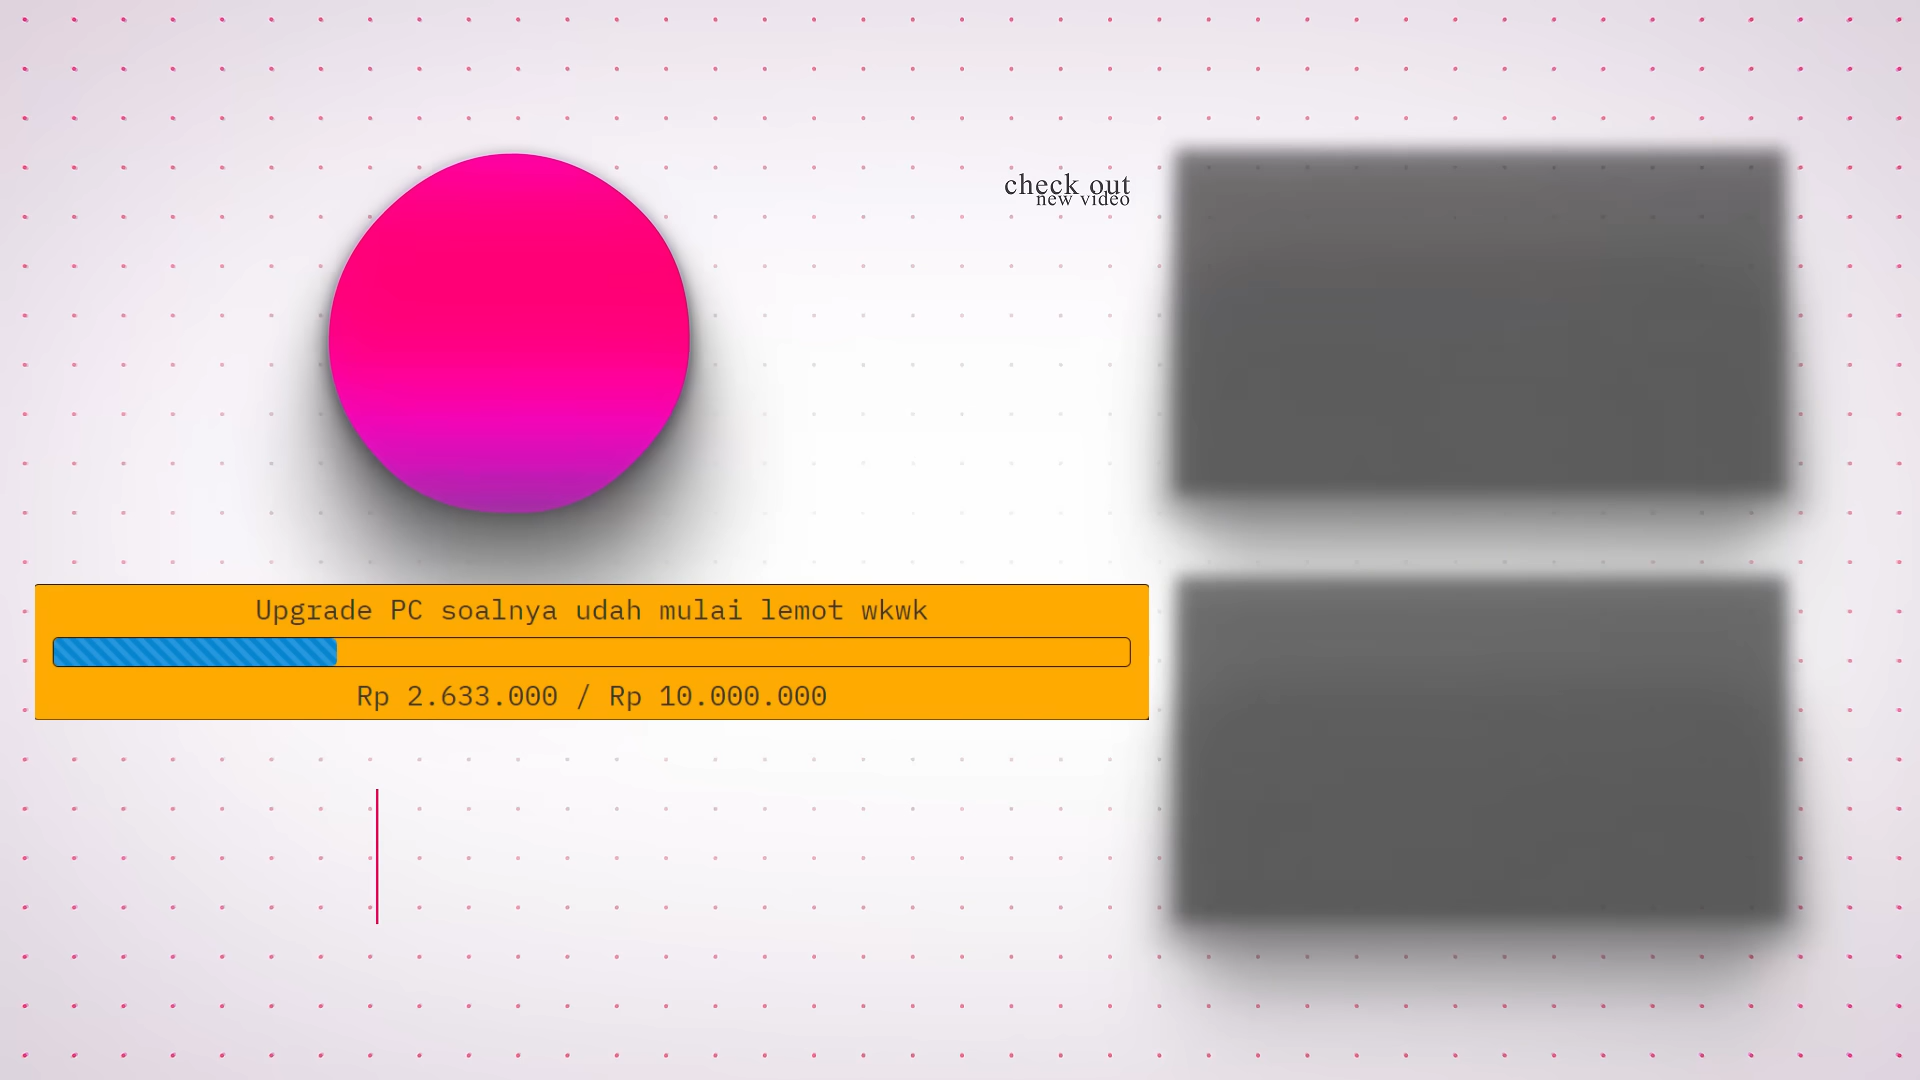 check out
new video
Upgrade PC soalnya udah mulai lemot wkwk
Rp 2.633.000 / Rp 10.000.000